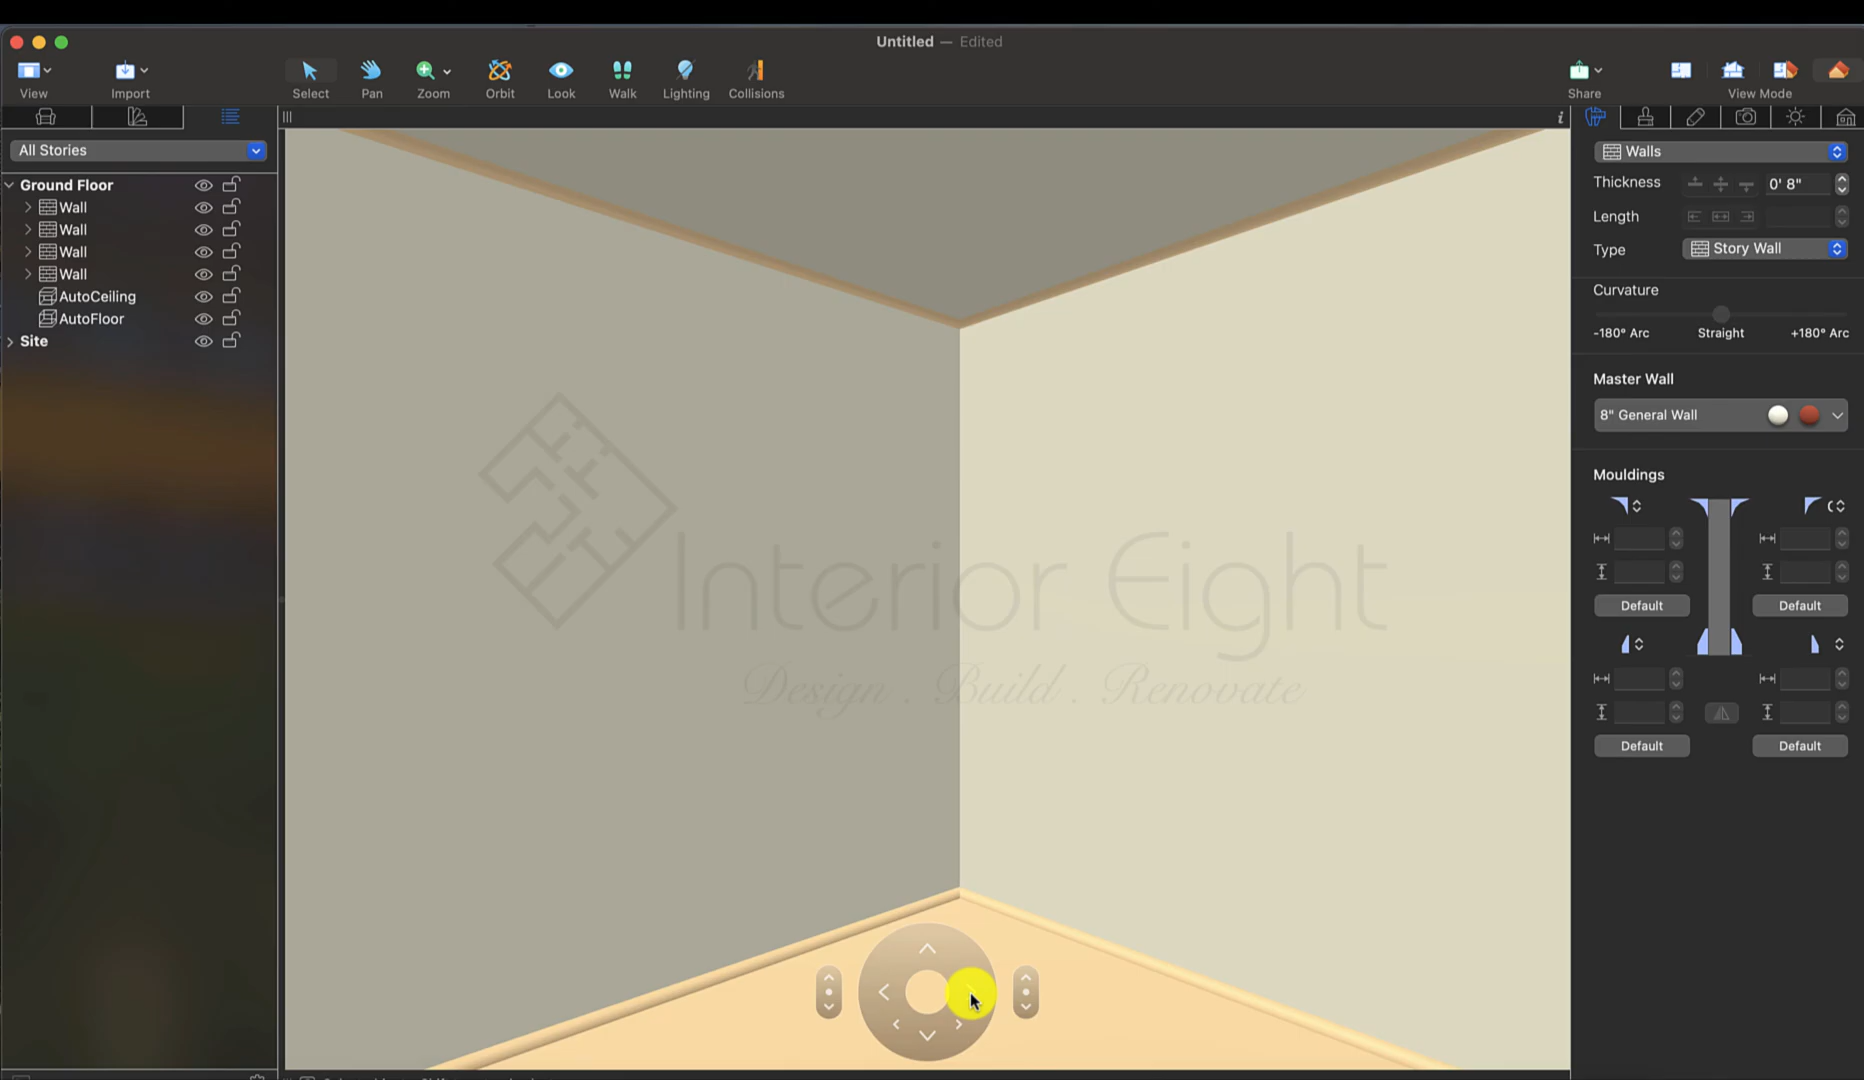 Untitled — Edited
View
Import
Select
Pan
Zoom
Orbit
Look
Walk
Lighting
Collisions
Share
View Mode
All Stories
Ground Floor
Wall
Wall
Wall
Wall
AutoCeiling
AutoFloor
Site
Interior Eight
Design . Build . Renovate
Walls
Thickness
0' 8"
Length
Type
Story Wall
Curvature
-180° Arc
Straight
+180° Arc
Master Wall
8" General Wall
Mouldings
Default
Default
Default
Default